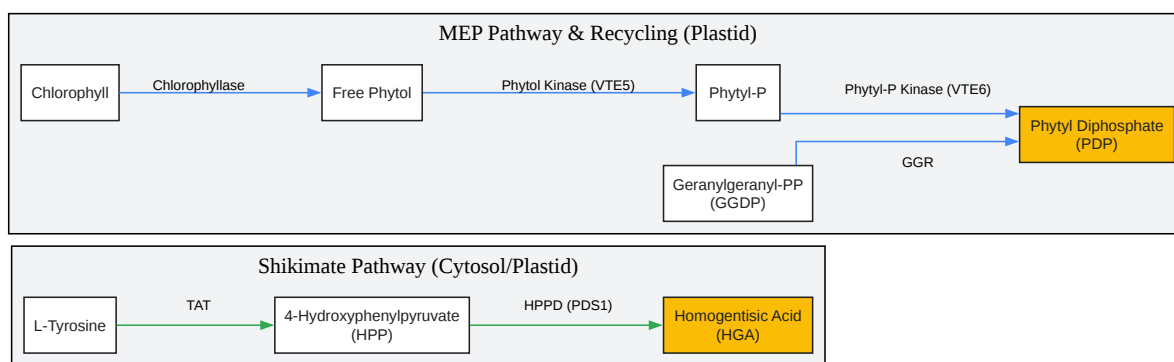 MEP Pathway & Recycling (Plastid)
Chlorophyll
Chlorophyllase
Free Phytol
Phytol Kinase (VTE5)
Phytyl-P
Phytyl-P Kinase (VTE6)
Phytyl Diphosphate
(PDP)
GGR
Geranylgeranyl-PP
(GGDP)
Shikimate Pathway (Cytosol/Plastid)
L-Tyrosine
TAT
4-Hydroxyphenylpyruvate
(HPP)
HPPD (PDS1)
Homogentisic Acid
(HGA)